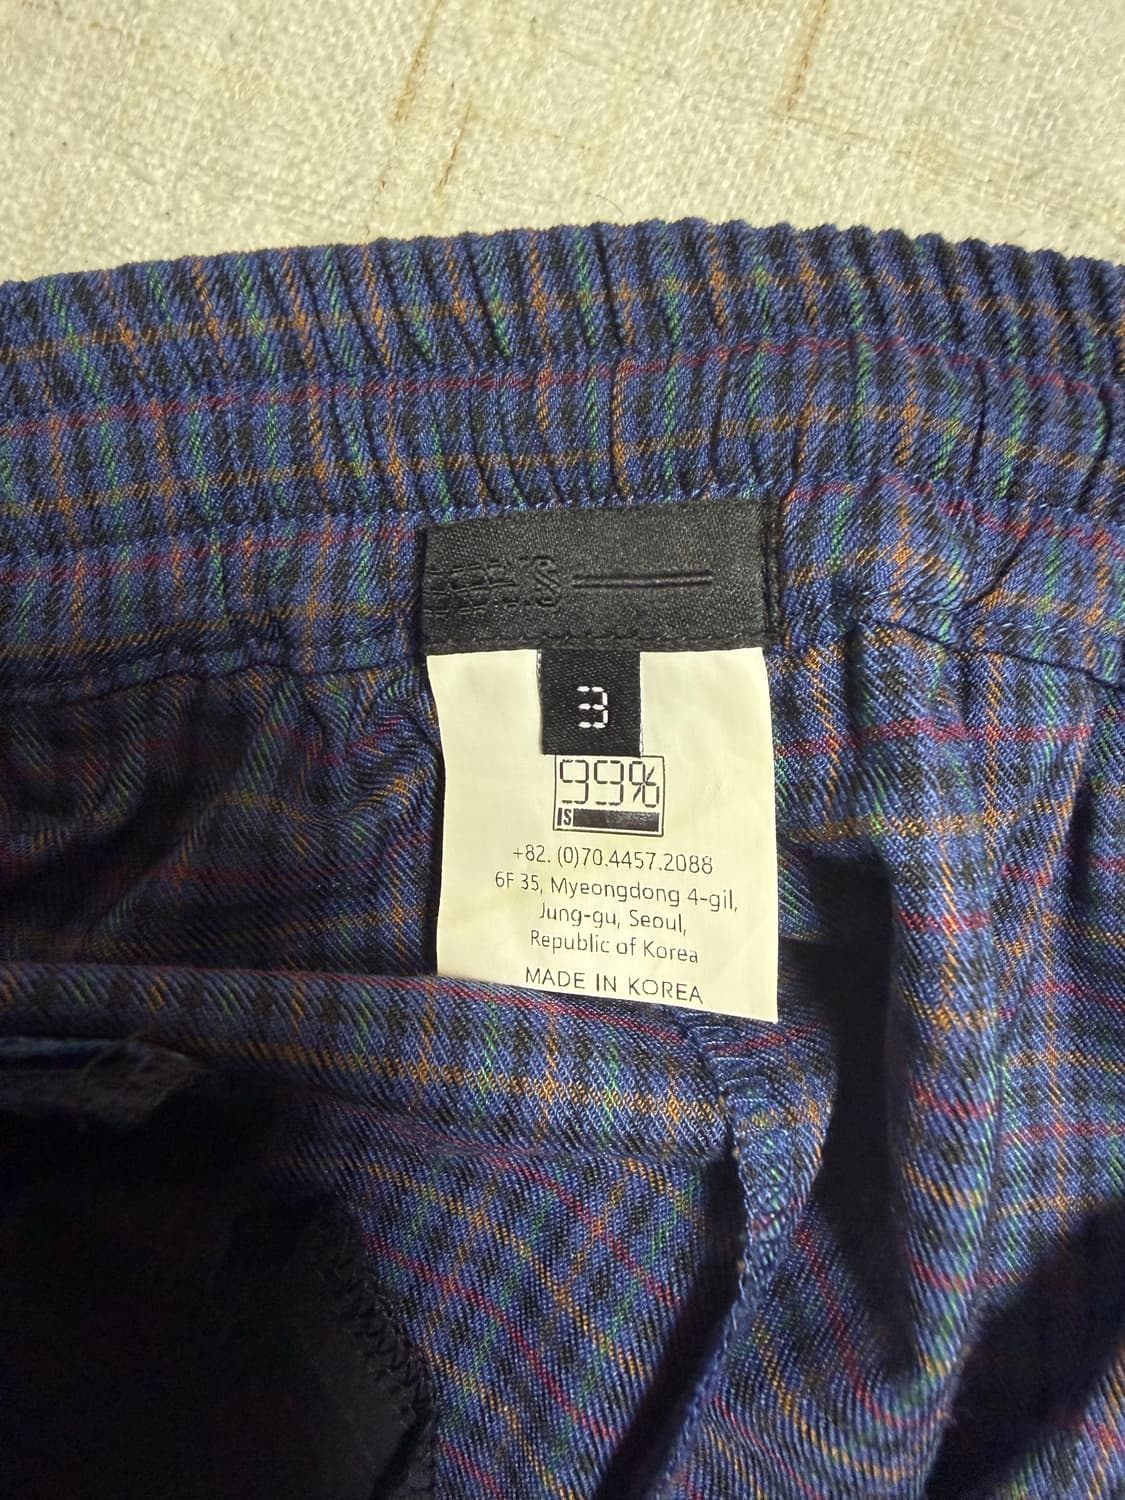 3
99%
IS
+82. (0)70.4457.2088
6F 35, Myeongdong 4-gil,
Jung-gu, Seoul,
Republic of Korea
MADE IN KOREA